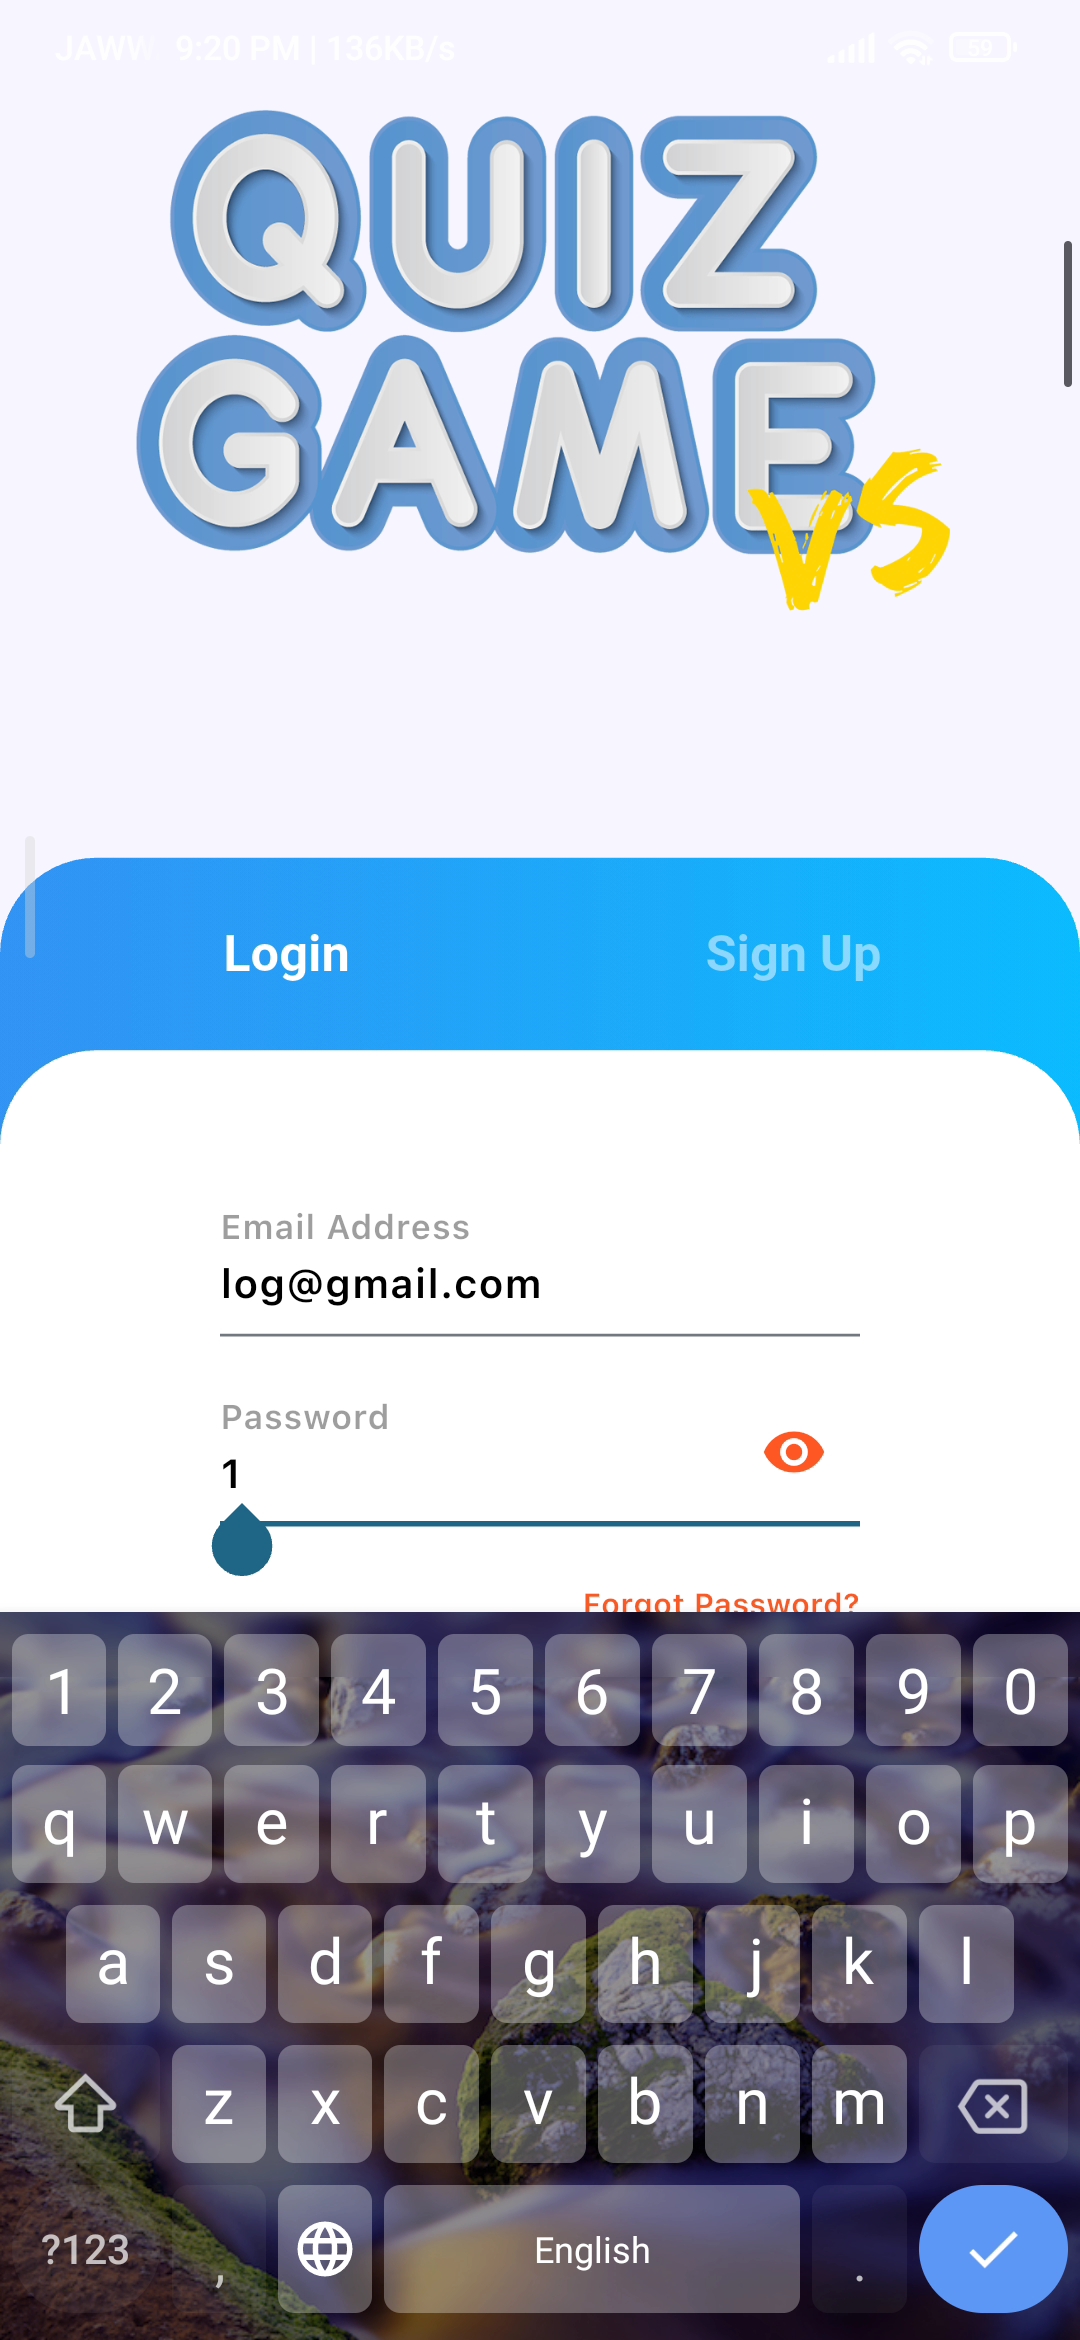 JAWW 9:20 PM | 136KB/s 59
QUIZ
GAME
VS
Login Sign Up
Email Address
log@gmail.com
Password
1
Forgot Password?
1 2 3 4 5 6 7 8 9 0
q w e r t y u i o p
a s d f g h j k l
z x c v b n m
?123 , English .